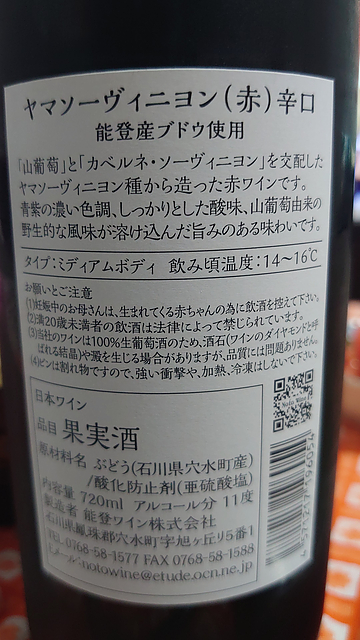 ヤマソーヴィニヨン(赤)辛口
能登産ブドウ使用
「山葡萄」と「カベルネ・ソーヴィニヨン」を交配した
ヤマソーヴィニヨン種から造った赤ワインです。
青紫の濃い色調、しっかりとした酸味、山葡萄由来の
野生的な風味が溶け込んだ旨みのある味わいです。
タイプ:ミディアムボディ 飲み頃温度:14~16℃
お願いとご注意
(1)妊娠中のお母さんは、生まれてくる赤ちゃんの為に飲酒を控えて下さい。
(2)満20歳未満者の飲酒は法律によって禁じられています。
(3)当社のワインは100%生葡萄酒のため、酒石(ワインのダイヤモンドと呼
ばれる結晶)や澱を生じる場合がありますが、品質には問題ありません。
(4)ビンは割れ物ですので、強い衝撃や、加熱、冷凍はしないで下さい。
日本ワイン
品目 果実酒
原材料名 ぶどう(石川県穴水町産)
/酸化防止剤(亜硫酸塩)
内容量 720ml アルコール分 11度
製造者 能登ワイン株式会社
石川県鳳珠郡穴水町字旭ヶ丘り5番1
TEL 0768-58-1577 FAX 0768-58-1588
Eメール:notowine@etude.ocn.ne.jp